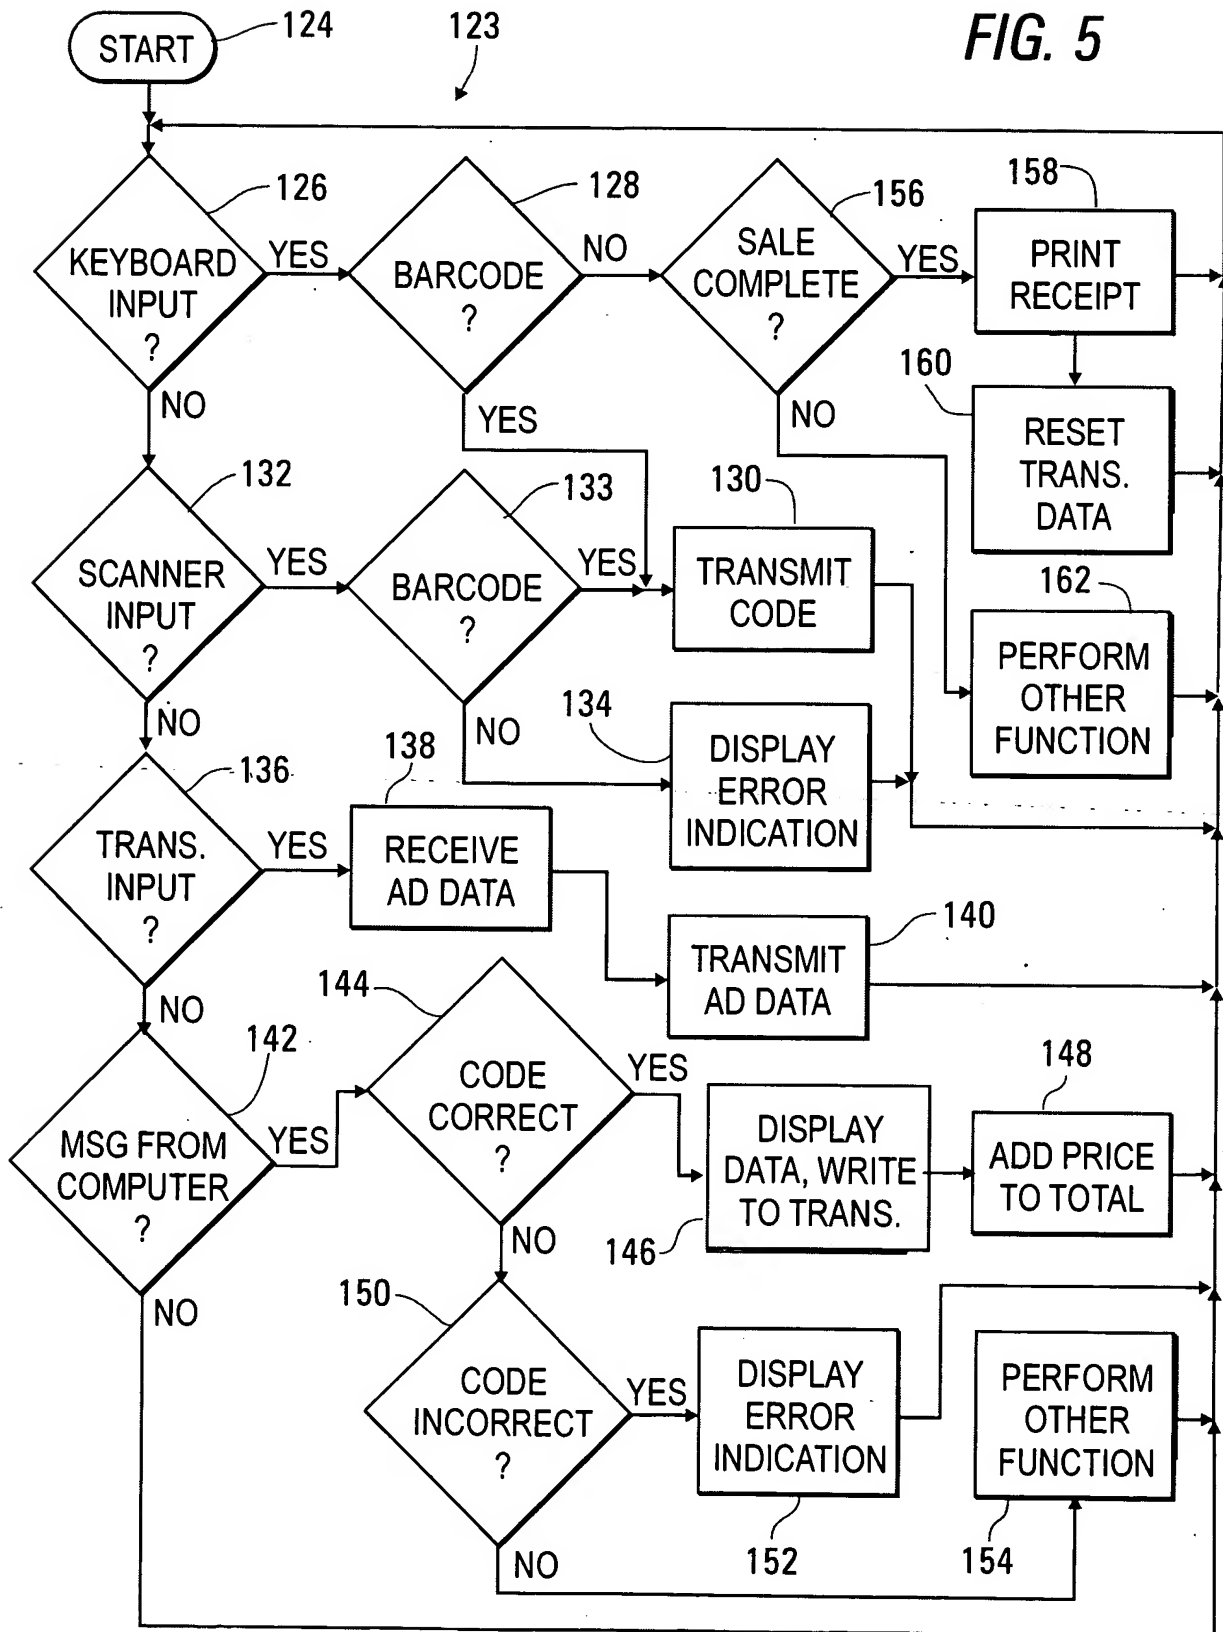 FIG. 5
START
124
123
126
KEYBOARD
INPUT
?
YES
NO
128
BARCODE
?
NO
YES
156
SALE
COMPLETE
?
YES
NO
158
PRINT
RECEIPT
160
RESET
TRANS.
DATA
132
SCANNER
INPUT
?
YES
NO
133
BARCODE
?
YES
NO
130
TRANSMIT
CODE
162
PERFORM
OTHER
FUNCTION
134
DISPLAY
ERROR
INDICATION
136
TRANS.
INPUT
?
YES
NO
138
RECEIVE
AD DATA
140
TRANSMIT
AD DATA
142
MSG FROM
COMPUTER
?
YES
NO
144
CODE
CORRECT
?
YES
NO
146
DISPLAY
DATA, WRITE
TO TRANS.
148
ADD PRICE
TO TOTAL
150
CODE
INCORRECT
?
YES
NO
152
DISPLAY
ERROR
INDICATION
154
PERFORM
OTHER
FUNCTION